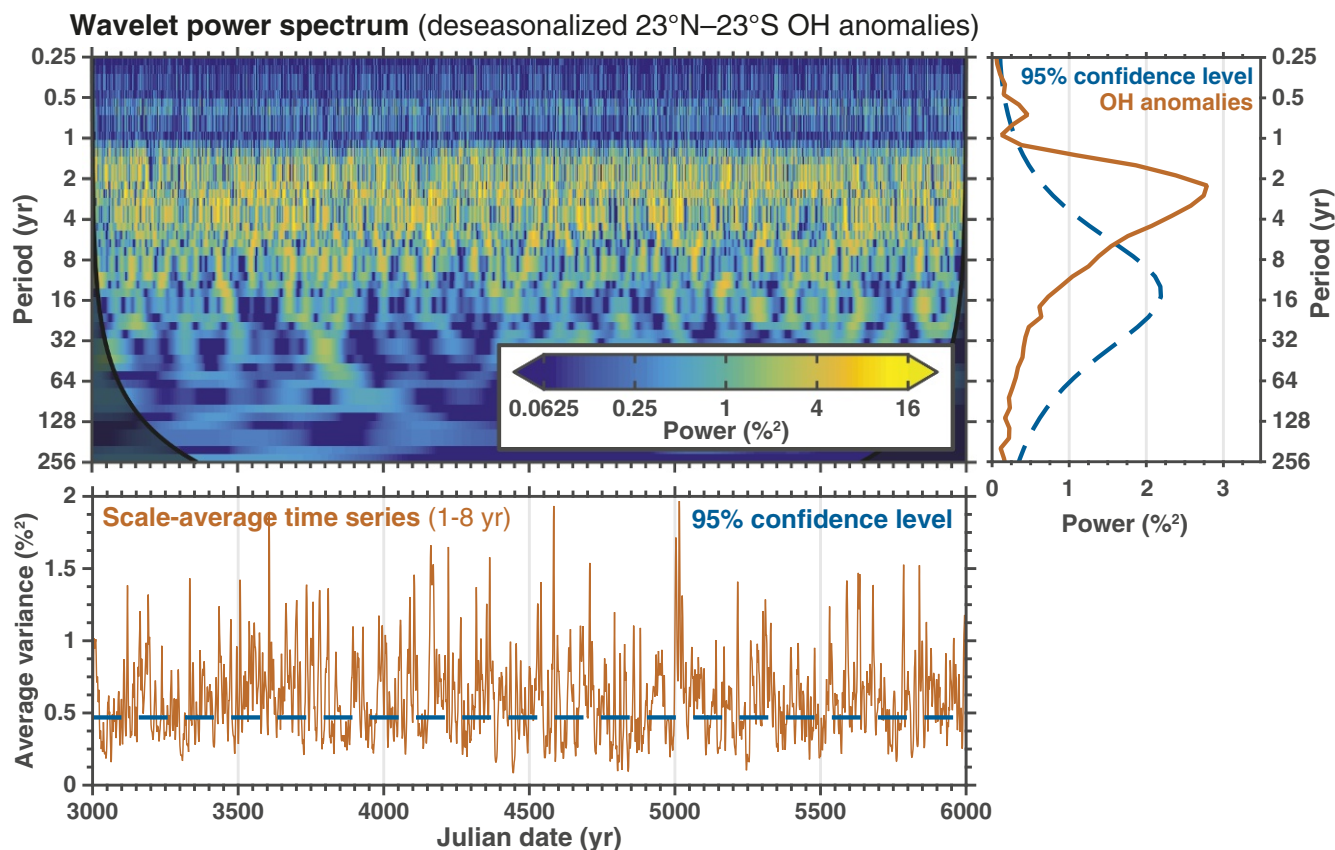 Wavelet power spectrum (deseasonalized 23°N–23°S OH anomalies)
Period (yr)
0.25
0.5
1
2
4
8
16
32
64
128
256
0.0625 0.25 1 4 16
Power (%²)
95% confidence level
OH anomalies
0.25
0.5
1
2
4
8
16
32
64
128
256
Period (yr)
0 1 2 3
Power (%²)
Scale-average time series (1-8 yr)
95% confidence level
Average variance (%²)
2
1.5
1
0.5
0
3000 3500 4000 4500 5000 5500 6000
Julian date (yr)